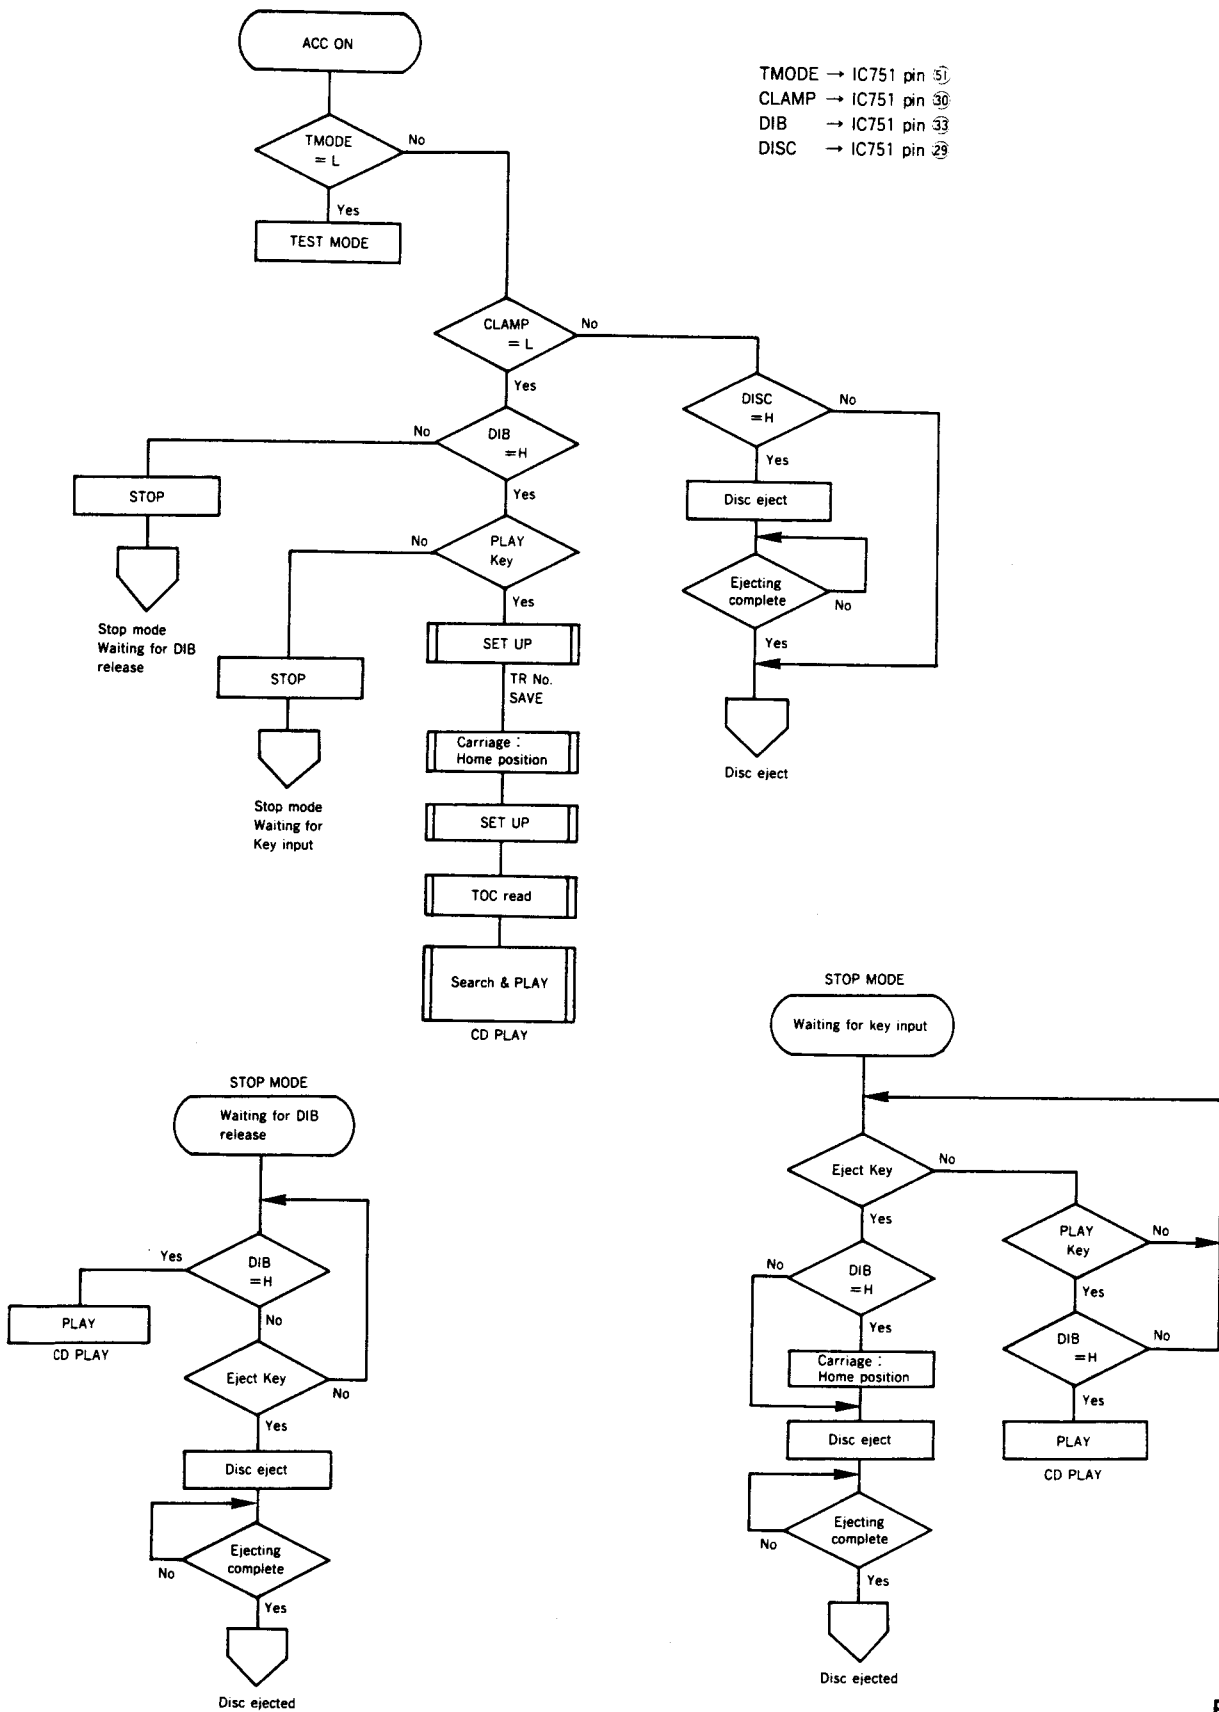 ACC ON
TMODE → IC751 pin 51
CLAMP → IC751 pin 30
DIB → IC751 pin 33
DISC → IC751 pin 29
TMODE
= L
No
Yes
TEST MODE
CLAMP
= L
No
Yes
DISC
= H
No
Yes
DIB
= H
No
Yes
STOP
Disc eject
PLAY
Key
No
Yes
Ejecting
complete
No
Yes
Stop mode
Waiting for DIB
release
SET UP
STOP
TR No.
SAVE
Carriage :
Home position
Disc eject
Stop mode
Waiting for
Key input
SET UP
TOC read
Search & PLAY
CD PLAY
STOP MODE
Waiting for DIB
release
Yes
DIB
= H
No
PLAY
CD PLAY
Eject Key
No
Yes
Disc eject
Ejecting
complete
No
Yes
Disc ejected
STOP MODE
Waiting for key input
Eject Key
No
Yes
PLAY
Key
No
Yes
No
DIB
= H
Yes
DIB
= H
No
Yes
Carriage :
Home position
Disc eject
PLAY
CD PLAY
Ejecting
complete
No
Yes
Disc ejected